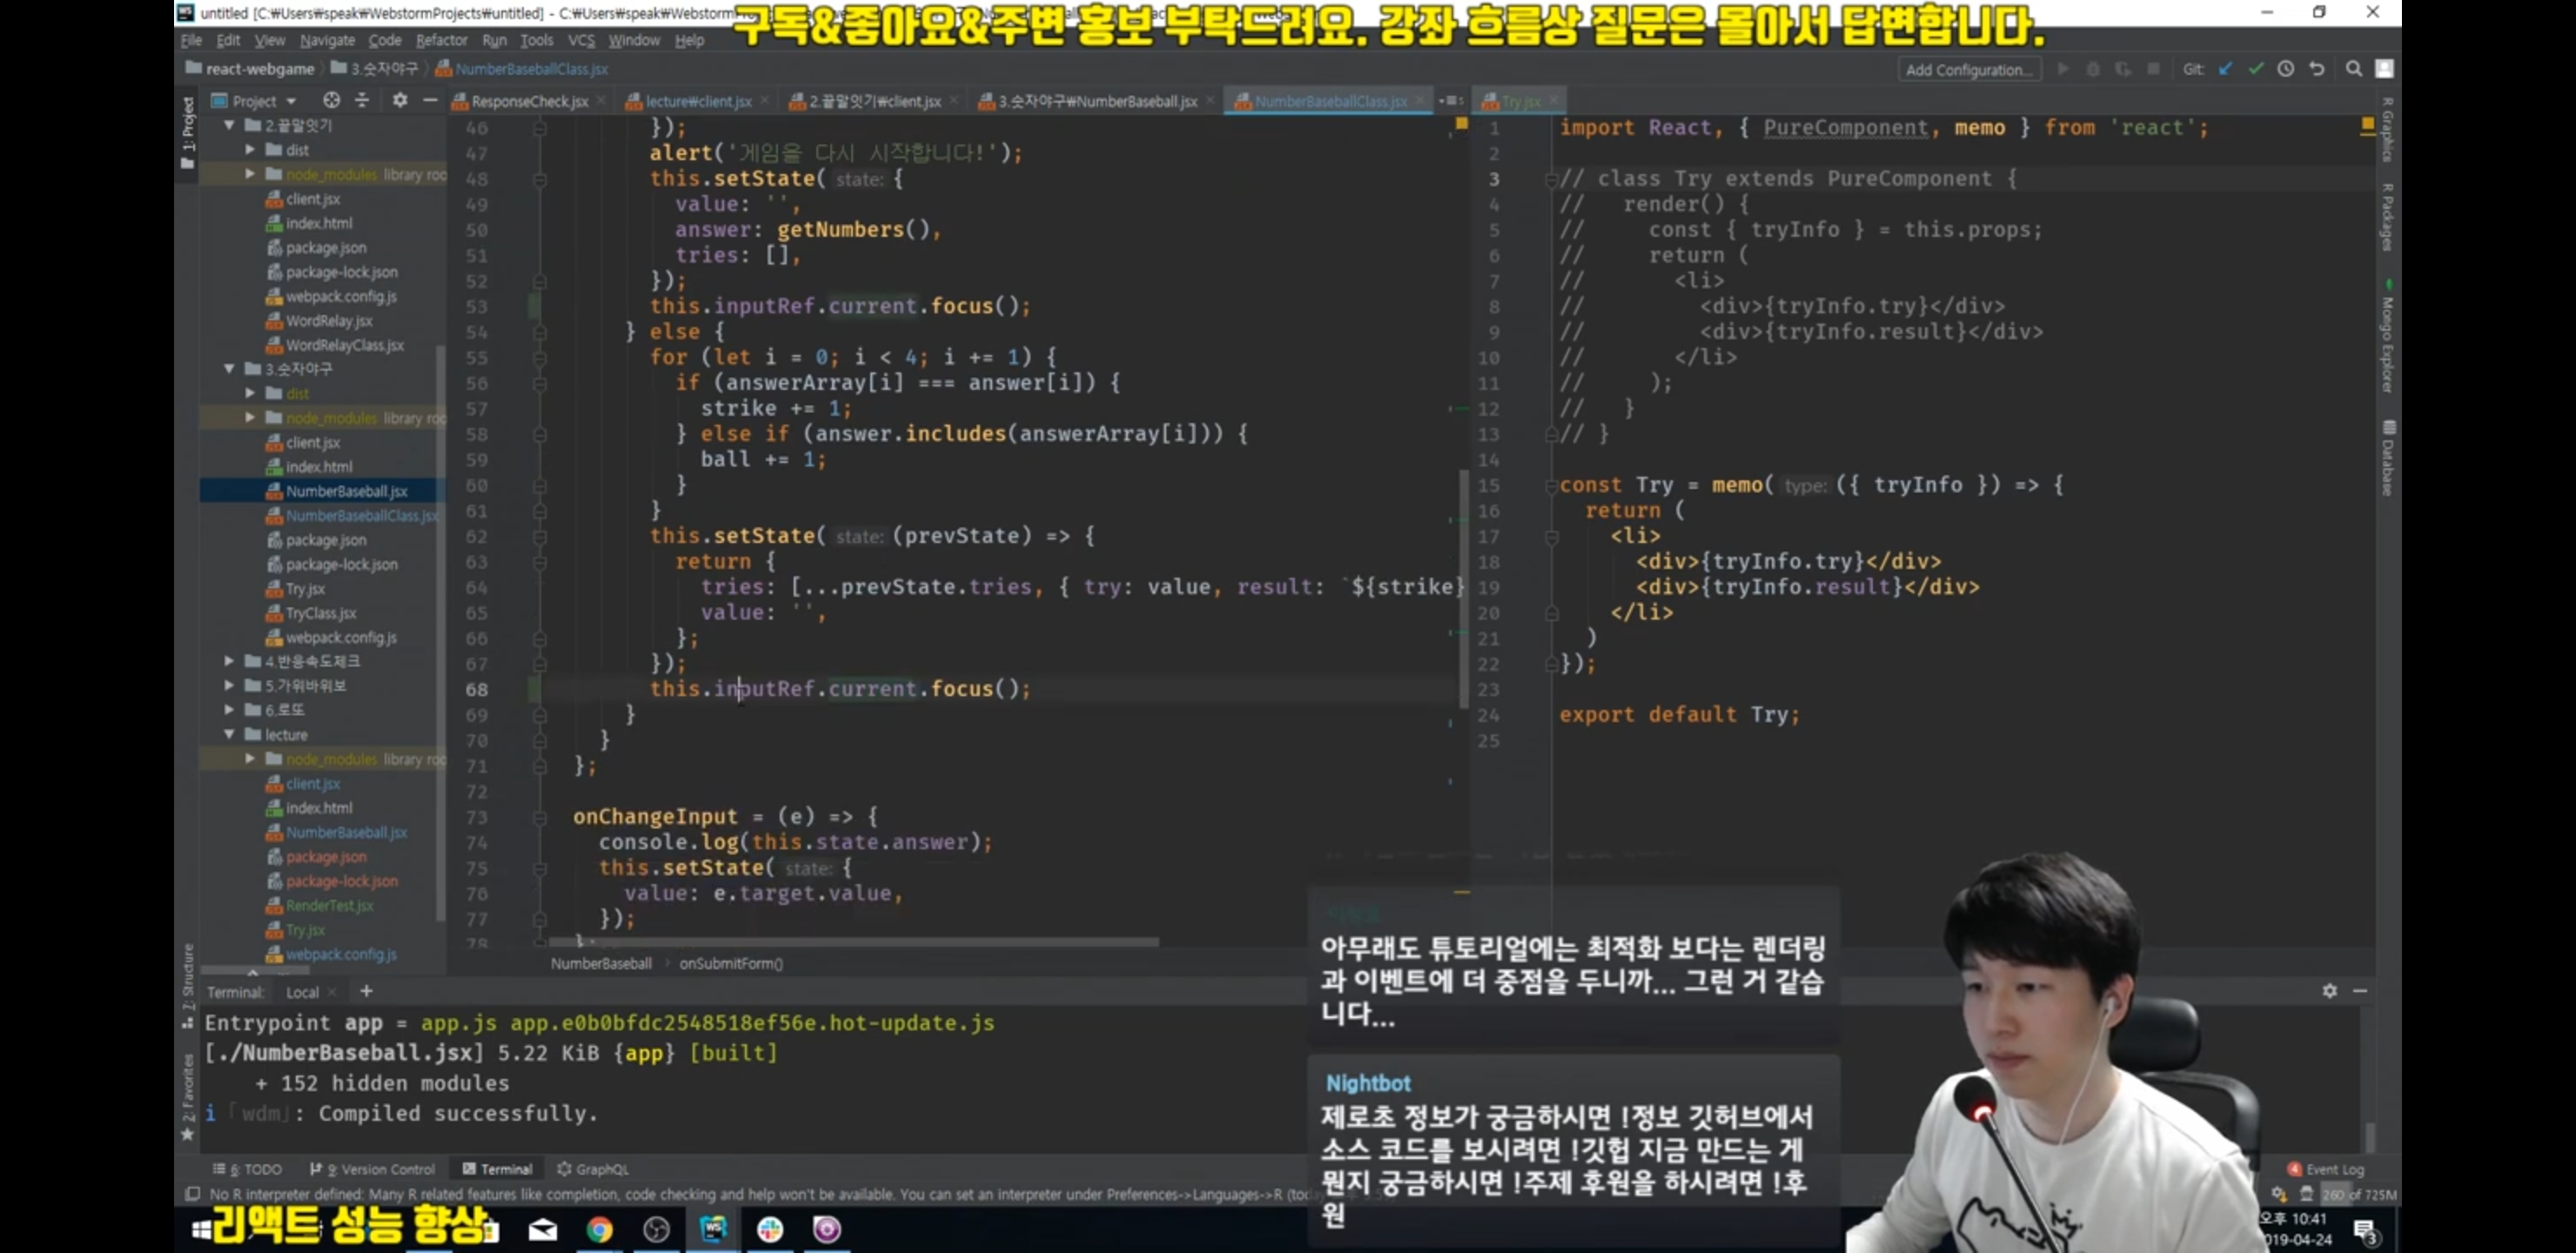 untitled [C:₩Users₩speak₩WebstormProjects₩untitled] - C:₩Users₩speak₩WebstormPro
구독&좋아요&주변 홍보 부탁드려요. 강좌 흐름상 질문은 몰아서 답변합니다.
File Edit View Navigate Code Refactor Run Tools VCS Window Help
react-webgame 3.숫자야구 NumberBaseballClass.jsx
Add Configuration... Git:
1: Project
Project
ResponseCheck.jsx lecture₩client.jsx 2.끝말잇기₩client.jsx 3.숫자야구₩NumberBaseball.jsx NumberBaseballClass.jsx Try.jsx
2.끝말잇기
dist
node_modules library roo
client.jsx
index.html
package.json
package-lock.json
webpack.config.js
WordRelay.jsx
WordRelayClass.jsx
3.숫자야구
dist
node_modules library roo
client.jsx
index.html
NumberBaseball.jsx
NumberBaseballClass.jsx
package.json
package-lock.json
Try.jsx
TryClass.jsx
webpack.config.js
4.반응속도체크
5.가위바위보
6.로또
lecture
node_modules library roo
client.jsx
index.html
NumberBaseball.jsx
package.json
package-lock.json
RenderTest.jsx
Try.jsx
webpack.config.js
46 });
47 alert('게임을 다시 시작합니다!');
48 this.setState( state: {
49 value: '',
50 answer: getNumbers(),
51 tries: [],
52 });
53 this.inputRef.current.focus();
54 } else {
55 for (let i = 0; i < 4; i += 1) {
56 if (answerArray[i] === answer[i]) {
57 strike += 1;
58 } else if (answer.includes(answerArray[i])) {
59 ball += 1;
60 }
61 }
62 this.setState( state: (prevState) => {
63 return {
64 tries: [...prevState.tries, { try: value, result: `${strike}
65 value: '',
66 };
67 });
68 this.inputRef.current.focus();
69 }
70 }
71 };
72
73 onChangeInput = (e) => {
74 console.log(this.state.answer);
75 this.setState( state: {
76 value: e.target.value,
77 });
78 };
NumberBaseball onSubmitForm()
1 import React, { PureComponent, memo } from 'react';
2
3 // class Try extends PureComponent {
4 // render() {
5 // const { tryInfo } = this.props;
6 // return (
7 // <li>
8 // <div>{tryInfo.try}</div>
9 // <div>{tryInfo.result}</div>
10 // </li>
11 // );
12 // }
13 // }
14
15 const Try = memo( type: ({ tryInfo }) => {
16 return (
17 <li>
18 <div>{tryInfo.try}</div>
19 <div>{tryInfo.result}</div>
20 </li>
21 )
22 });
23
24 export default Try;
25
R Graphics
R Packages
Mongo Explorer
Database
7: Structure
2: Favorites
Terminal: Local +
Entrypoint app = app.js app.e0b0bfdc2548518ef56e.hot-update.js
[./NumberBaseball.jsx] 5.22 KiB {app} [built]
+ 152 hidden modules
i ｢wdm｣: Compiled successfully.
아무래도 튜토리얼에는 최적화 보다는 렌더링
과 이벤트에 더 중점을 두니까... 그런 거 같습
니다...
Nightbot
제로초 정보가 궁금하시면 !정보 깃허브에서
소스 코드를 보시려면 !깃헙 지금 만드는 게
뭔지 궁금하시면 !주제 후원을 하시려면 !후
원
6: TODO 9: Version Control Terminal GraphQL
4 Event Log
No R interpreter defined: Many R related features like completion, code checking and help won't be available. You can set an interpreter under Preferences->Languages->R (toda
260 of 725M
리액트 성능 향상
오후 10:41
2019-04-24
3